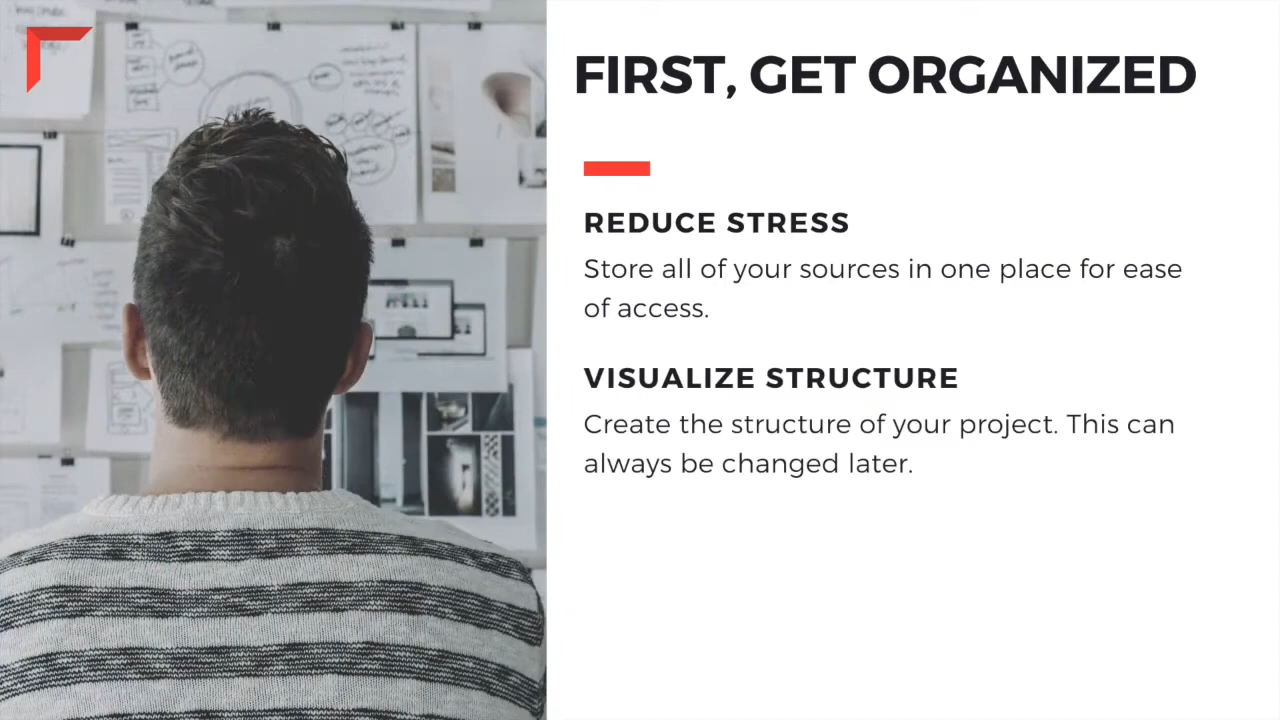 FIRST, GET ORGANIZED
REDUCE STRESS
Store all of your sources in one place for ease
of access.
VISUALIZE STRUCTURE
Create the structure of your project. This can
always be changed later.